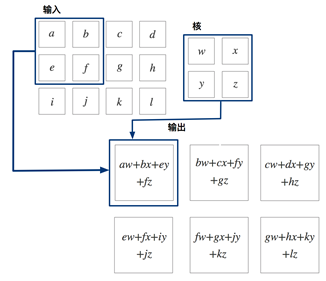 输入
核
a b c d
w x
e f g h
y z
i j k l
输出
aw+bx+ey
+fz
bw+cx+fy
+gz
cw+dx+gy
+hz
ew+fx+iy
+jz
fw+gx+jy
+kz
gw+hx+ky
+lz